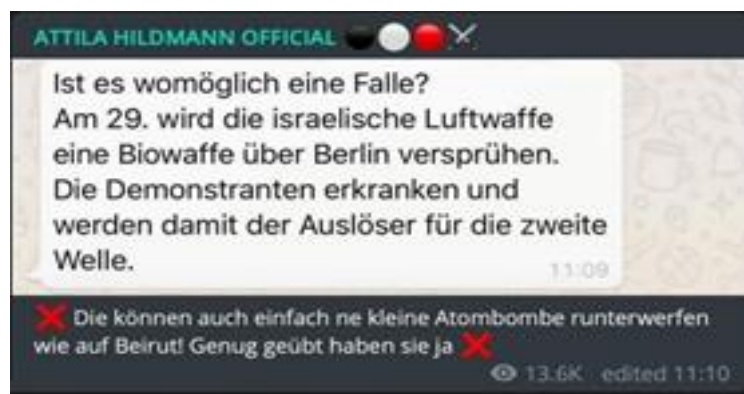 ATTILA HILDMANN OFFICIAL ⚫⚪🔴⚔
Ist es womöglich eine Falle?
Am 29. wird die israelische Luftwaffe
eine Biowaffe über Berlin versprühen.
Die Demonstranten erkranken und
werden damit der Auslöser für die zweite
Welle.
11:09
❌ Die können auch einfach ne kleine Atombombe runterwerfen
wie auf Beirut! Genug geübt haben sie ja ❌
13.6K edited 11:10